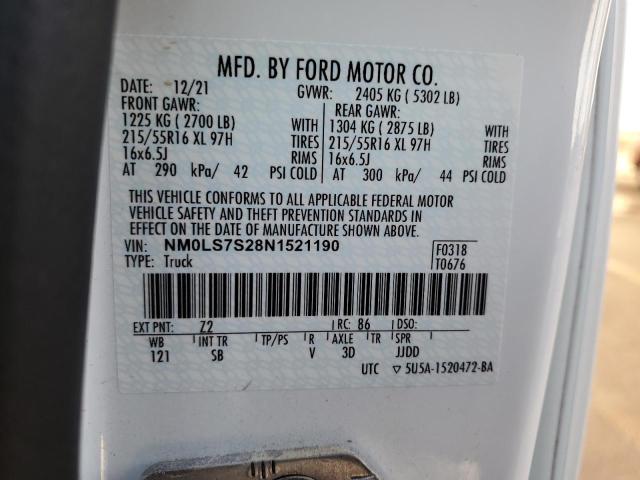 MFD. BY FORD MOTOR CO.
DATE: 12/21 GVWR: 2405 KG ( 5302 LB)
FRONT GAWR: REAR GAWR:
1225 KG ( 2700 LB) WITH 1304 KG ( 2875 LB) WITH
215/55R16 XL 97H TIRES 215/55R16 XL 97H TIRES
16x6.5J RIMS 16x6.5J RIMS
AT 290 kPa/ 42 PSI COLD AT 300 kPa/ 44 PSI COLD
THIS VEHICLE CONFORMS TO ALL APPLICABLE FEDERAL MOTOR
VEHICLE SAFETY AND THEFT PREVENTION STANDARDS IN
EFFECT ON THE DATE OF MANUFACTURE SHOWN ABOVE.
VIN: NM0LS7S28N1521190 F0318
TYPE: Truck T0676
EXT PNT: Z2 RC: 86 DSO:
WB INT TR TP/PS R AXLE TR SPR
121 SB V 3D JJDD
UTC ▽ 5U5A-1520472-BA